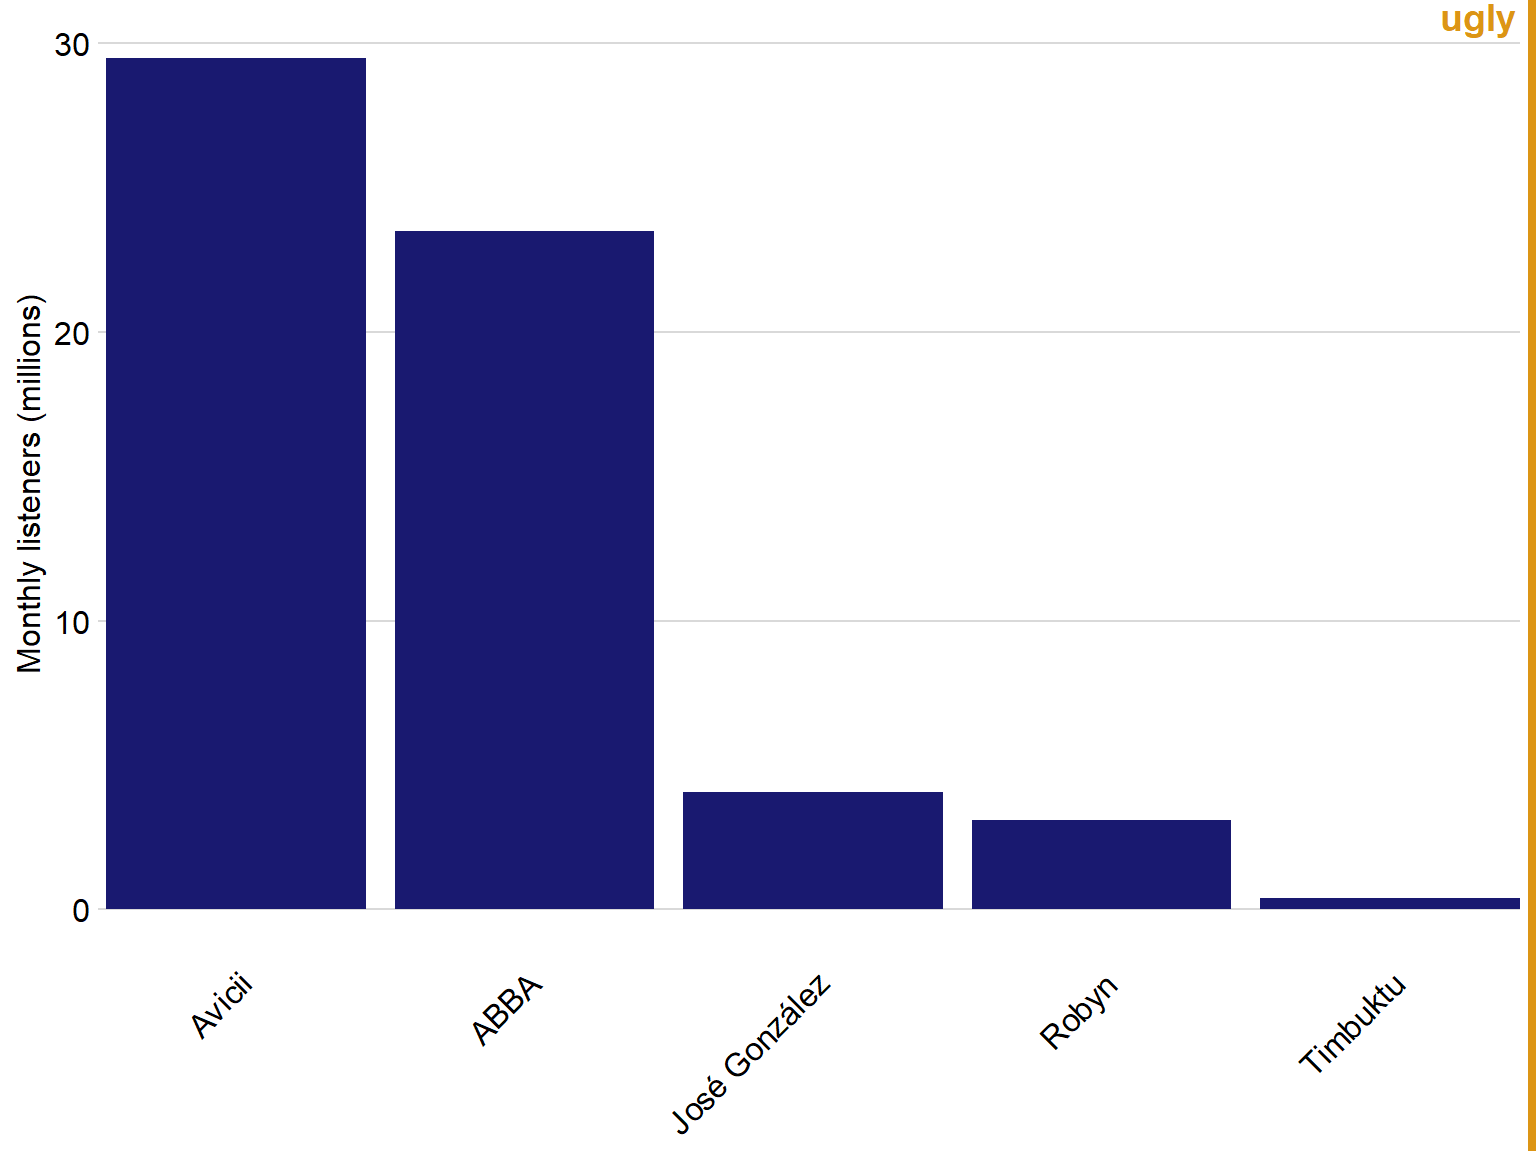 ugly
30
20
10
0
Monthly listeners (millions)
Avicii
ABBA
José González
Robyn
Timbuktu